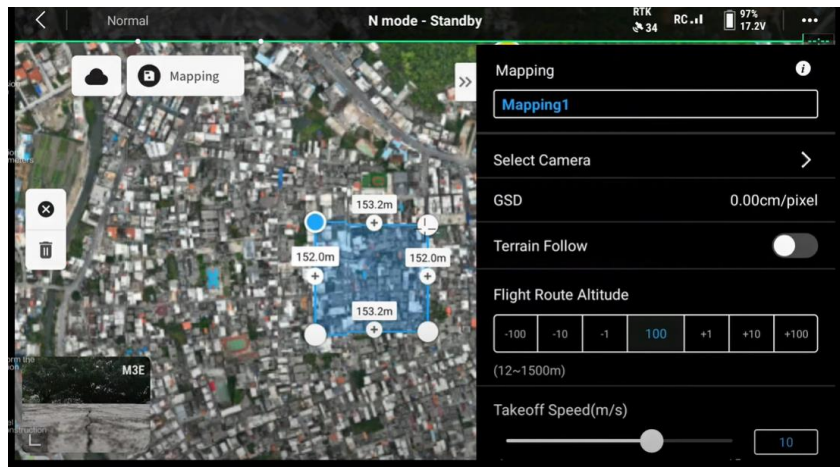 Normal
N mode - Standby
RTK
34
RC
97%
17.2V
Mapping
153.2m
152.0m
152.0m
153.2m
M3E
Mapping
Mapping1
Select Camera
GSD 0.00cm/pixel
Terrain Follow
Flight Route Altitude
-100 -10 -1 100 +1 +10 +100
(12~1500m)
Takeoff Speed(m/s)
10